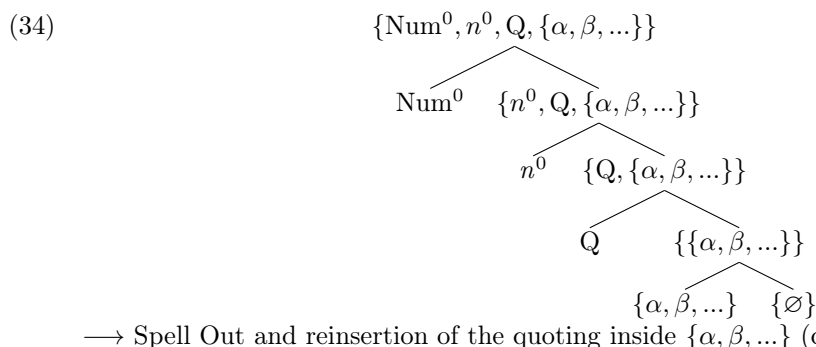 (34) {Num⁰, n⁰, Q, {α, β, ...}}
Num⁰ {n⁰, Q, {α, β, ...}}
n⁰ {Q, {α, β, ...}}
Q {{α, β, ...}}
{α, β, ...} {∅}
⟶ Spell Out and reinsertion of the quoting inside {α, β, ...}